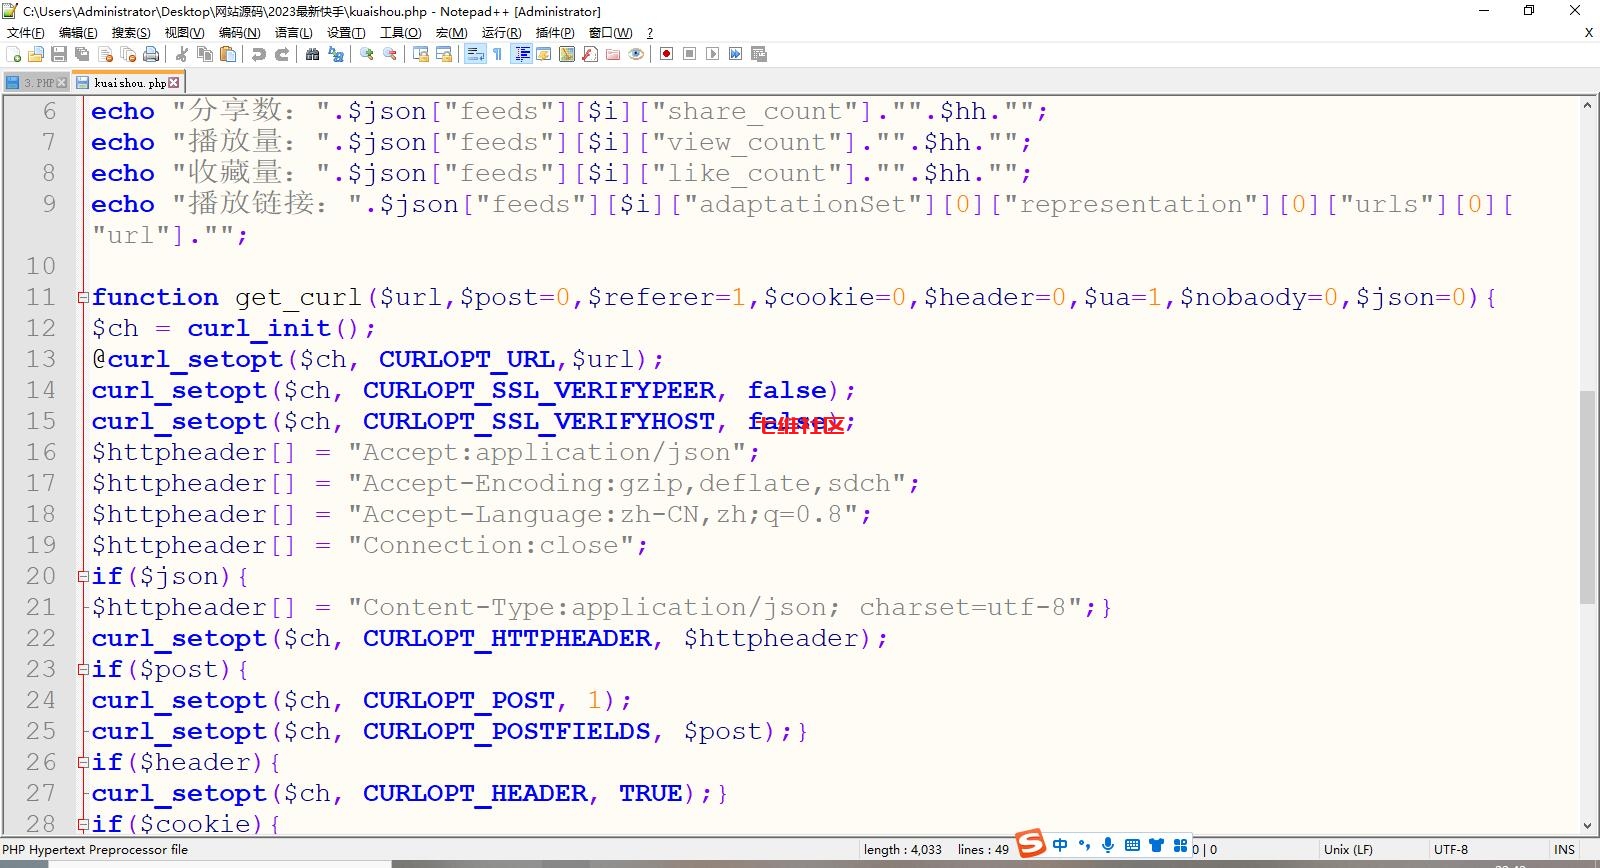 C:\Users\Administrator\Desktop\网站源码\2023最新快手\kuaishou.php - Notepad++ [Administrator]
文件(F) 编辑(E) 搜索(S) 视图(V) 编码(N) 语言(L) 设置(T) 工具(O) 宏(M) 运行(R) 插件(P) 窗口(W) ? X
3.PHP kuaishou.php
6 echo "分享数: ".$json["feeds"][$i]["share_count"]."".$hh."";
7 echo "播放量: ".$json["feeds"][$i]["view_count"]."".$hh."";
8 echo "收藏量: ".$json["feeds"][$i]["like_count"]."".$hh."";
9 echo "播放链接: ".$json["feeds"][$i]["adaptationSet"][0]["representation"][0]["urls"][0][
"url"]."";
10
11 function get_curl($url,$post=0,$referer=1,$cookie=0,$header=0,$ua=1,$nobaody=0,$json=0){
12 $ch = curl_init();
13 @curl_setopt($ch, CURLOPT_URL,$url);
14 curl_setopt($ch, CURLOPT_SSL_VERIFYPEER, false);
15 curl_setopt($ch, CURLOPT_SSL_VERIFYHOST, false);
七维社区
16 $httpheader[] = "Accept:application/json";
17 $httpheader[] = "Accept-Encoding:gzip,deflate,sdch";
18 $httpheader[] = "Accept-Language:zh-CN,zh;q=0.8";
19 $httpheader[] = "Connection:close";
20 if($json){
21 $httpheader[] = "Content-Type:application/json; charset=utf-8";}
22 curl_setopt($ch, CURLOPT_HTTPHEADER, $httpheader);
23 if($post){
24 curl_setopt($ch, CURLOPT_POST, 1);
25 curl_setopt($ch, CURLOPT_POSTFIELDS, $post);}
26 if($header){
27 curl_setopt($ch, CURLOPT_HEADER, TRUE);}
28 if($cookie){
PHP Hypertext Preprocessor file length : 4,033 lines : 49 S 中 0 | 0 Unix (LF) UTF-8 INS